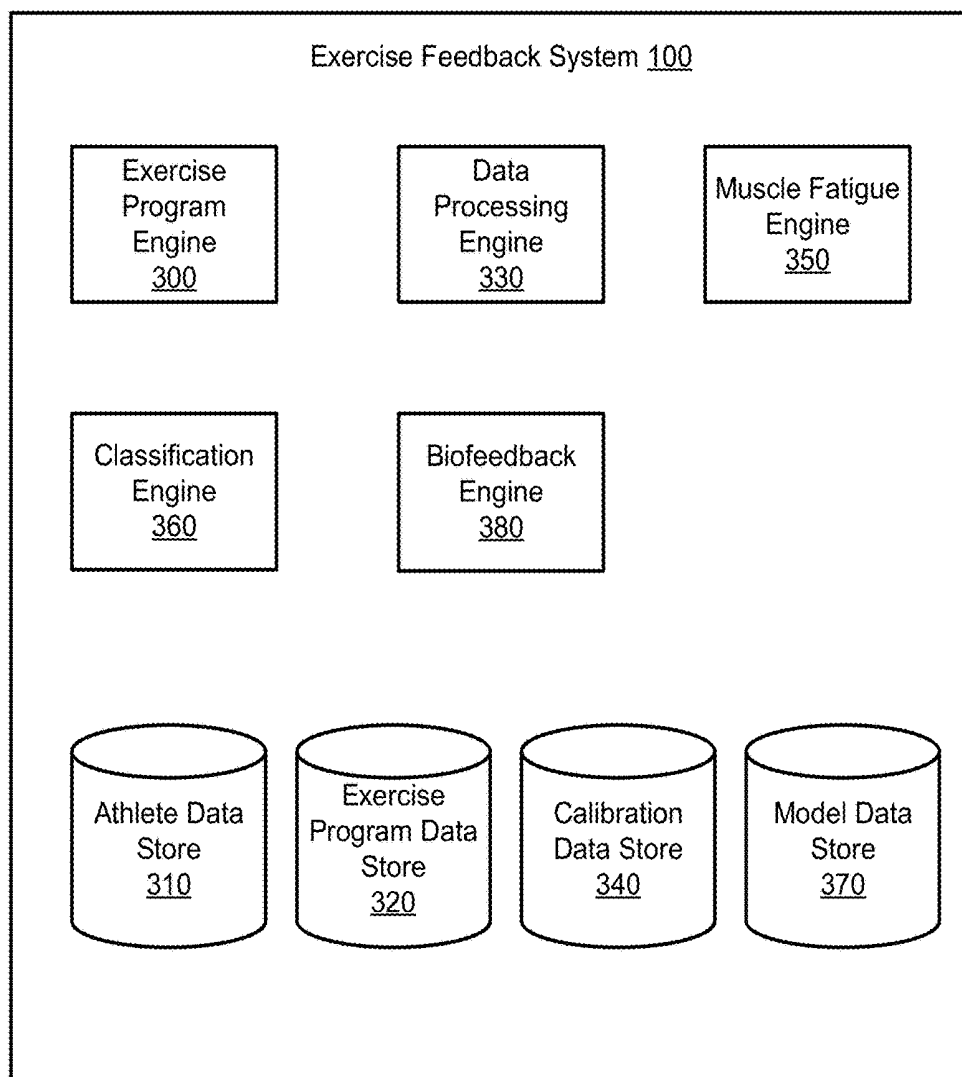 Exercise Feedback System 100
Exercise
Program
Engine
300
Data
Processing
Engine
330
Muscle Fatigue
Engine
350
Classification
Engine
360
Biofeedback
Engine
380
Athlete Data
Store
310
Exercise
Program Data
Store
320
Calibration
Data Store
340
Model Data
Store
370